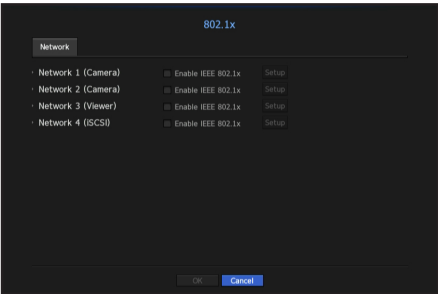 802.1x
Network
Network 1 (Camera) Enable IEEE 802.1x Setup
Network 2 (Camera) Enable IEEE 802.1x Setup
Network 3 (Viewer) Enable IEEE 802.1x Setup
Network 4 (iSCSI) Enable IEEE 802.1x Setup
OK Cancel